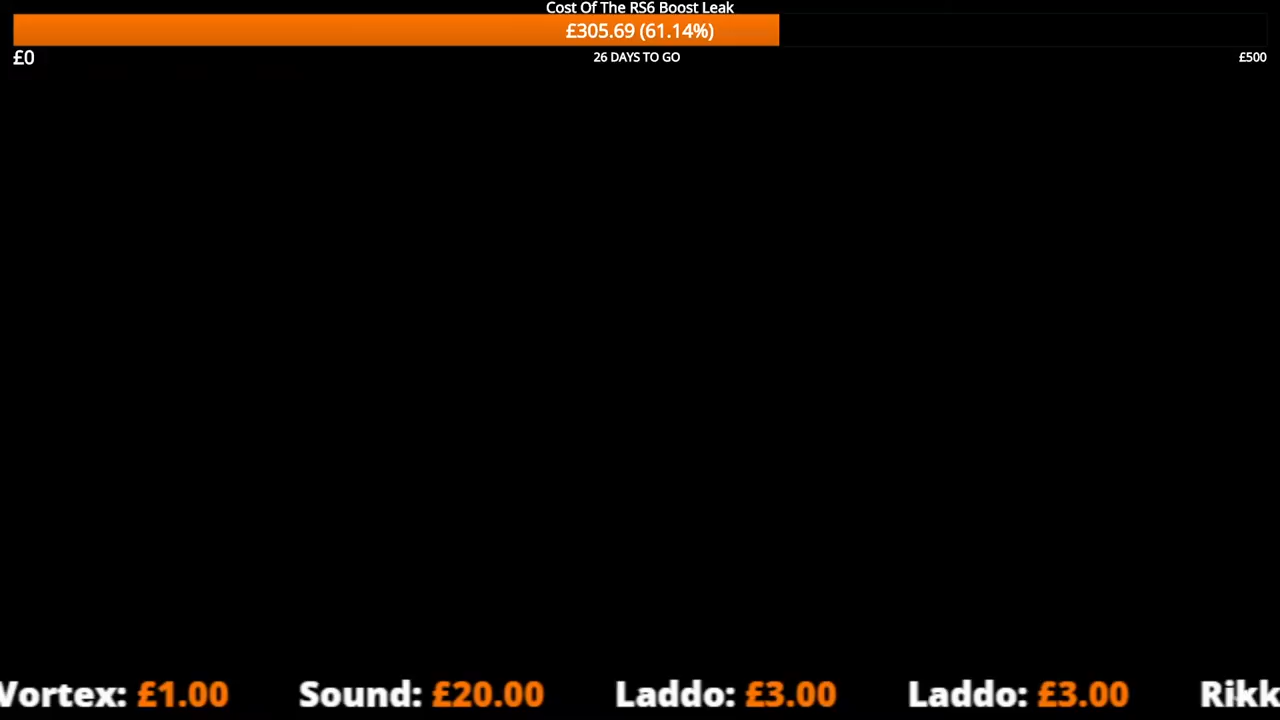 Cost Of The RS6 Boost Leak
£305.69 (61.14%)
£0 26 DAYS TO GO £500
Vortex: £1.00 Sound: £20.00 Laddo: £3.00 Laddo: £3.00 Rikk